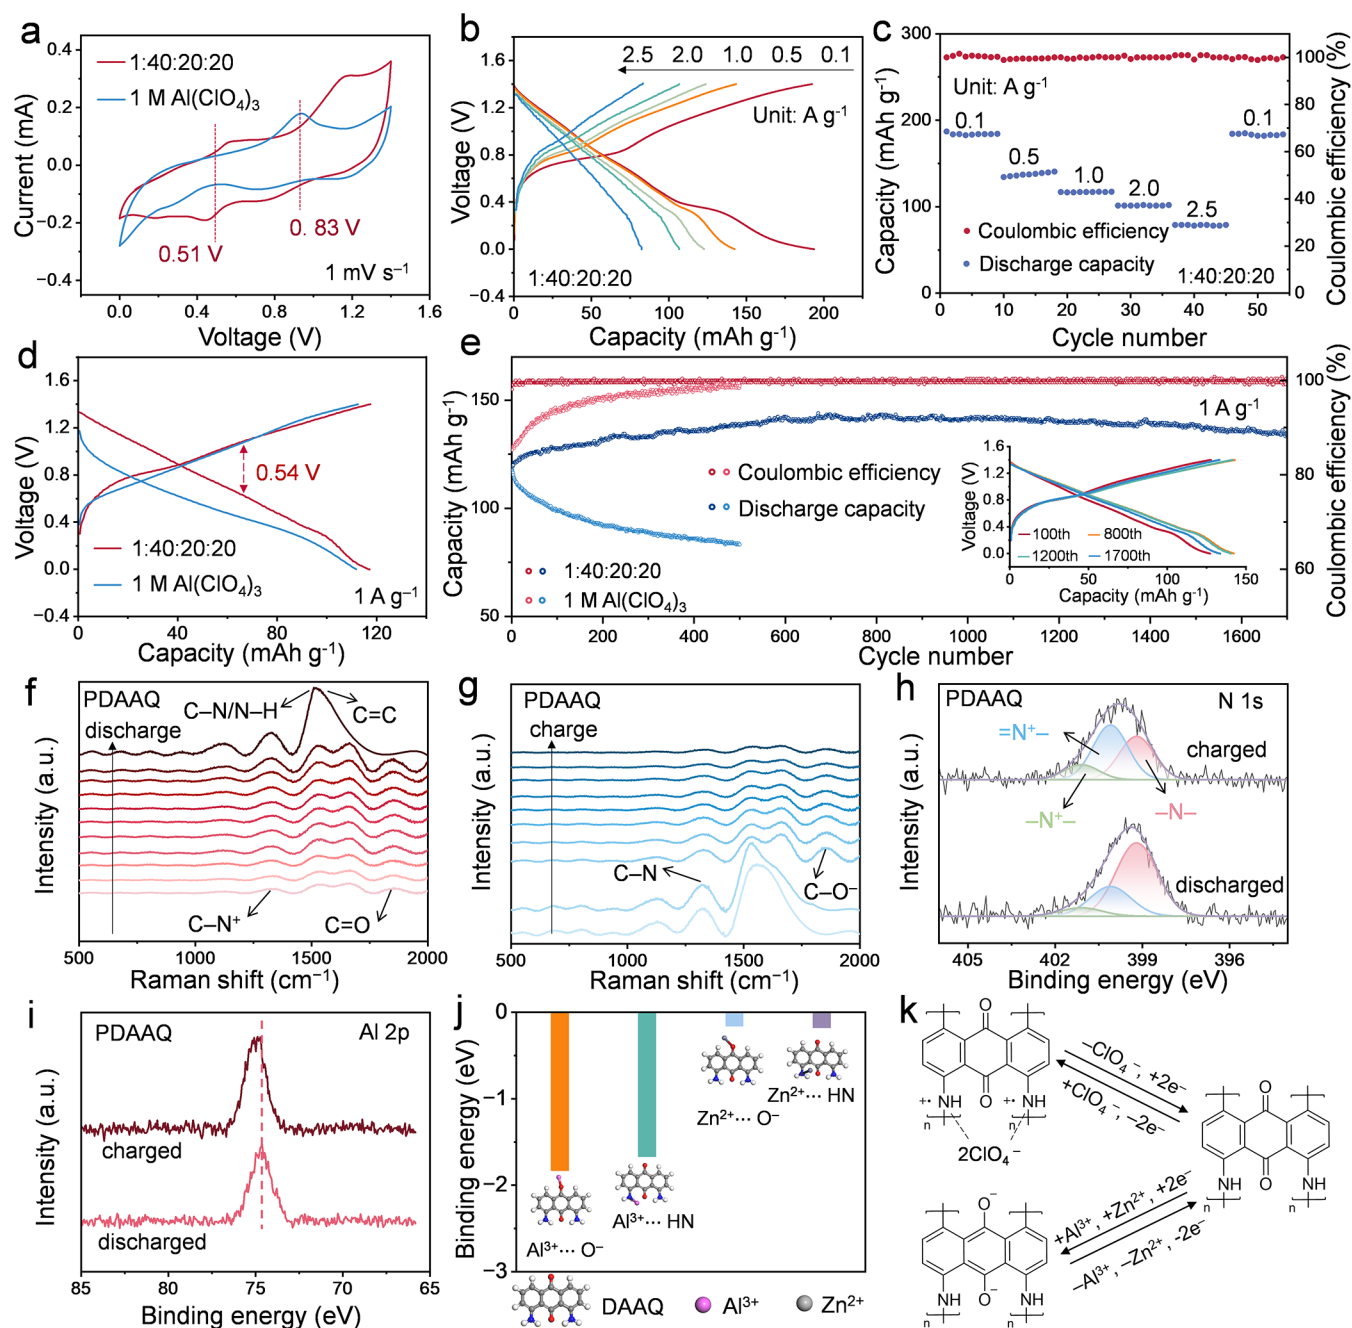 a
Current (mA)
0.4
0.2
0.0
−0.2
−0.4
1:40:20:20
1 M Al(ClO₄)₃
0.51 V
0. 83 V
1 mV s⁻¹
0.0 0.4 0.8 1.2 1.6
Voltage (V)
b
Voltage (V)
1.6
1.2
0.8
0.4
0.0
−0.4
2.5 2.0 1.0 0.5 0.1
Unit: A g⁻¹
1:40:20:20
0 50 100 150 200
Capacity (mAh g⁻¹)
c
Capacity (mAh g⁻¹)
300
200
100
0
Unit: A g⁻¹
0.1
0.5
1.0
2.0
2.5
0.1
Coulombic efficiency
Discharge capacity
1:40:20:20
100
80
60
40
20
0
Coulombic efficiency (%)
0 10 20 30 40 50
Cycle number
d
Voltage (V)
1.6
1.2
0.8
0.4
0.0
−0.4
0.54 V
1:40:20:20
1 M Al(ClO₄)₃
1 A g⁻¹
0 40 80 120
Capacity (mAh g⁻¹)
e
Capacity (mAh g⁻¹)
150
100
50
1 A g⁻¹
Coulombic efficiency
Discharge capacity
1:40:20:20
1 M Al(ClO₄)₃
Voltage (V)
1.6
1.2
0.8
0.4
0.0
100th 800th
1200th 1700th
0 50 100 150
Capacity (mAh g⁻¹)
100
80
60
Coulombic efficiency (%)
0 200 400 600 800 1000 1200 1400 1600
Cycle number
f
Intensity (a.u.)
PDAAQ
discharge
C–N/N–H
C=C
C–N⁺
C=O
500 1000 1500 2000
Raman shift (cm⁻¹)
g
Intensity (a.u.)
PDAAQ
charge
C–N
C–O⁻
500 1000 1500 2000
Raman shift (cm⁻¹)
h
Intensity (a.u.)
PDAAQ
N 1s
=N⁺–
charged
–N⁺–
–N–
discharged
405 402 399 396
Binding energy (eV)
i
Intensity (a.u.)
PDAAQ
Al 2p
charged
discharged
85 80 75 70 65
Binding energy (eV)
j
Binding energy (eV)
0
−1
−2
−3
Zn²⁺··· O⁻
Zn²⁺··· HN
Al³⁺··· O⁻
Al³⁺··· HN
DAAQ
Al³⁺
Zn²⁺
k
O
O
+• NH
+• NH
n
n
2ClO₄⁻
−ClO₄⁻, +2e⁻
+ClO₄⁻, −2e⁻
O
O
NH
NH
n
n
+Al³⁺, +Zn²⁺, +2e⁻
−Al³⁺, −Zn²⁺, -2e⁻
O⁻
O⁻
NH
NH
n
n